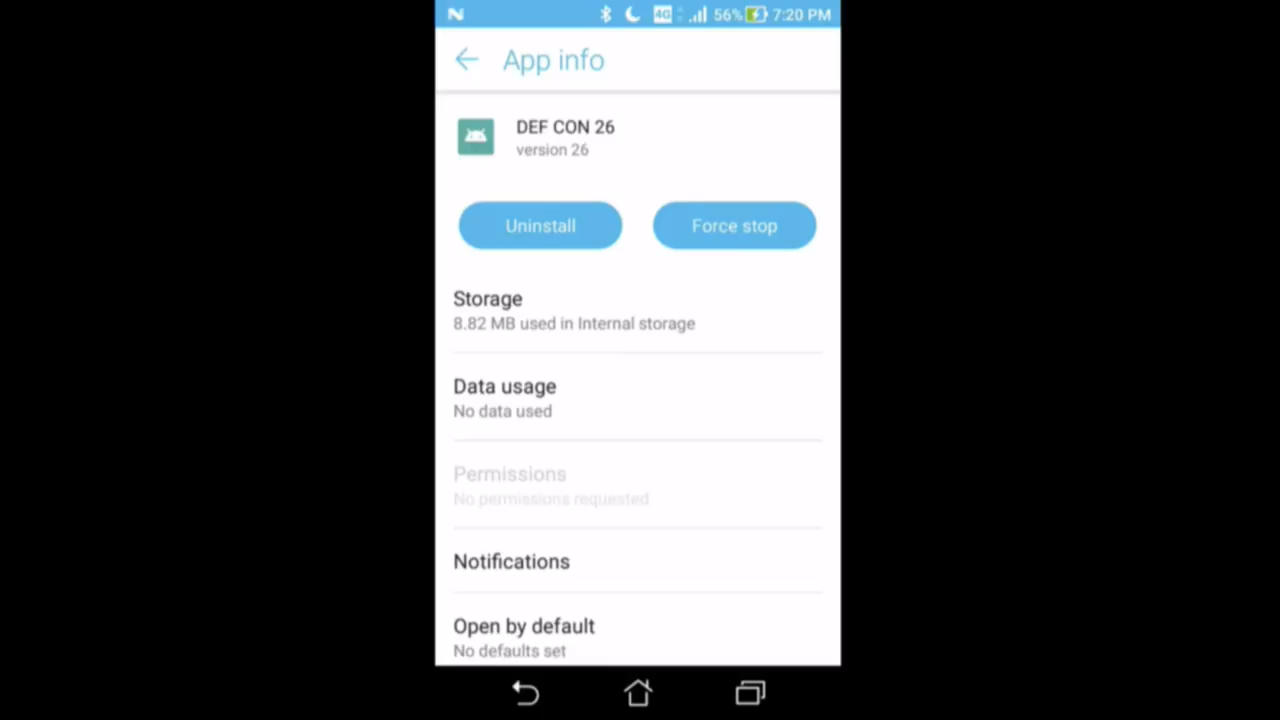 N 4G 56% 7:20 PM
App info
DEF CON 26
version 26
Uninstall Force stop
Storage
8.82 MB used in Internal storage
Data usage
No data used
Permissions
No permissions requested
Notifications
Open by default
No defaults set